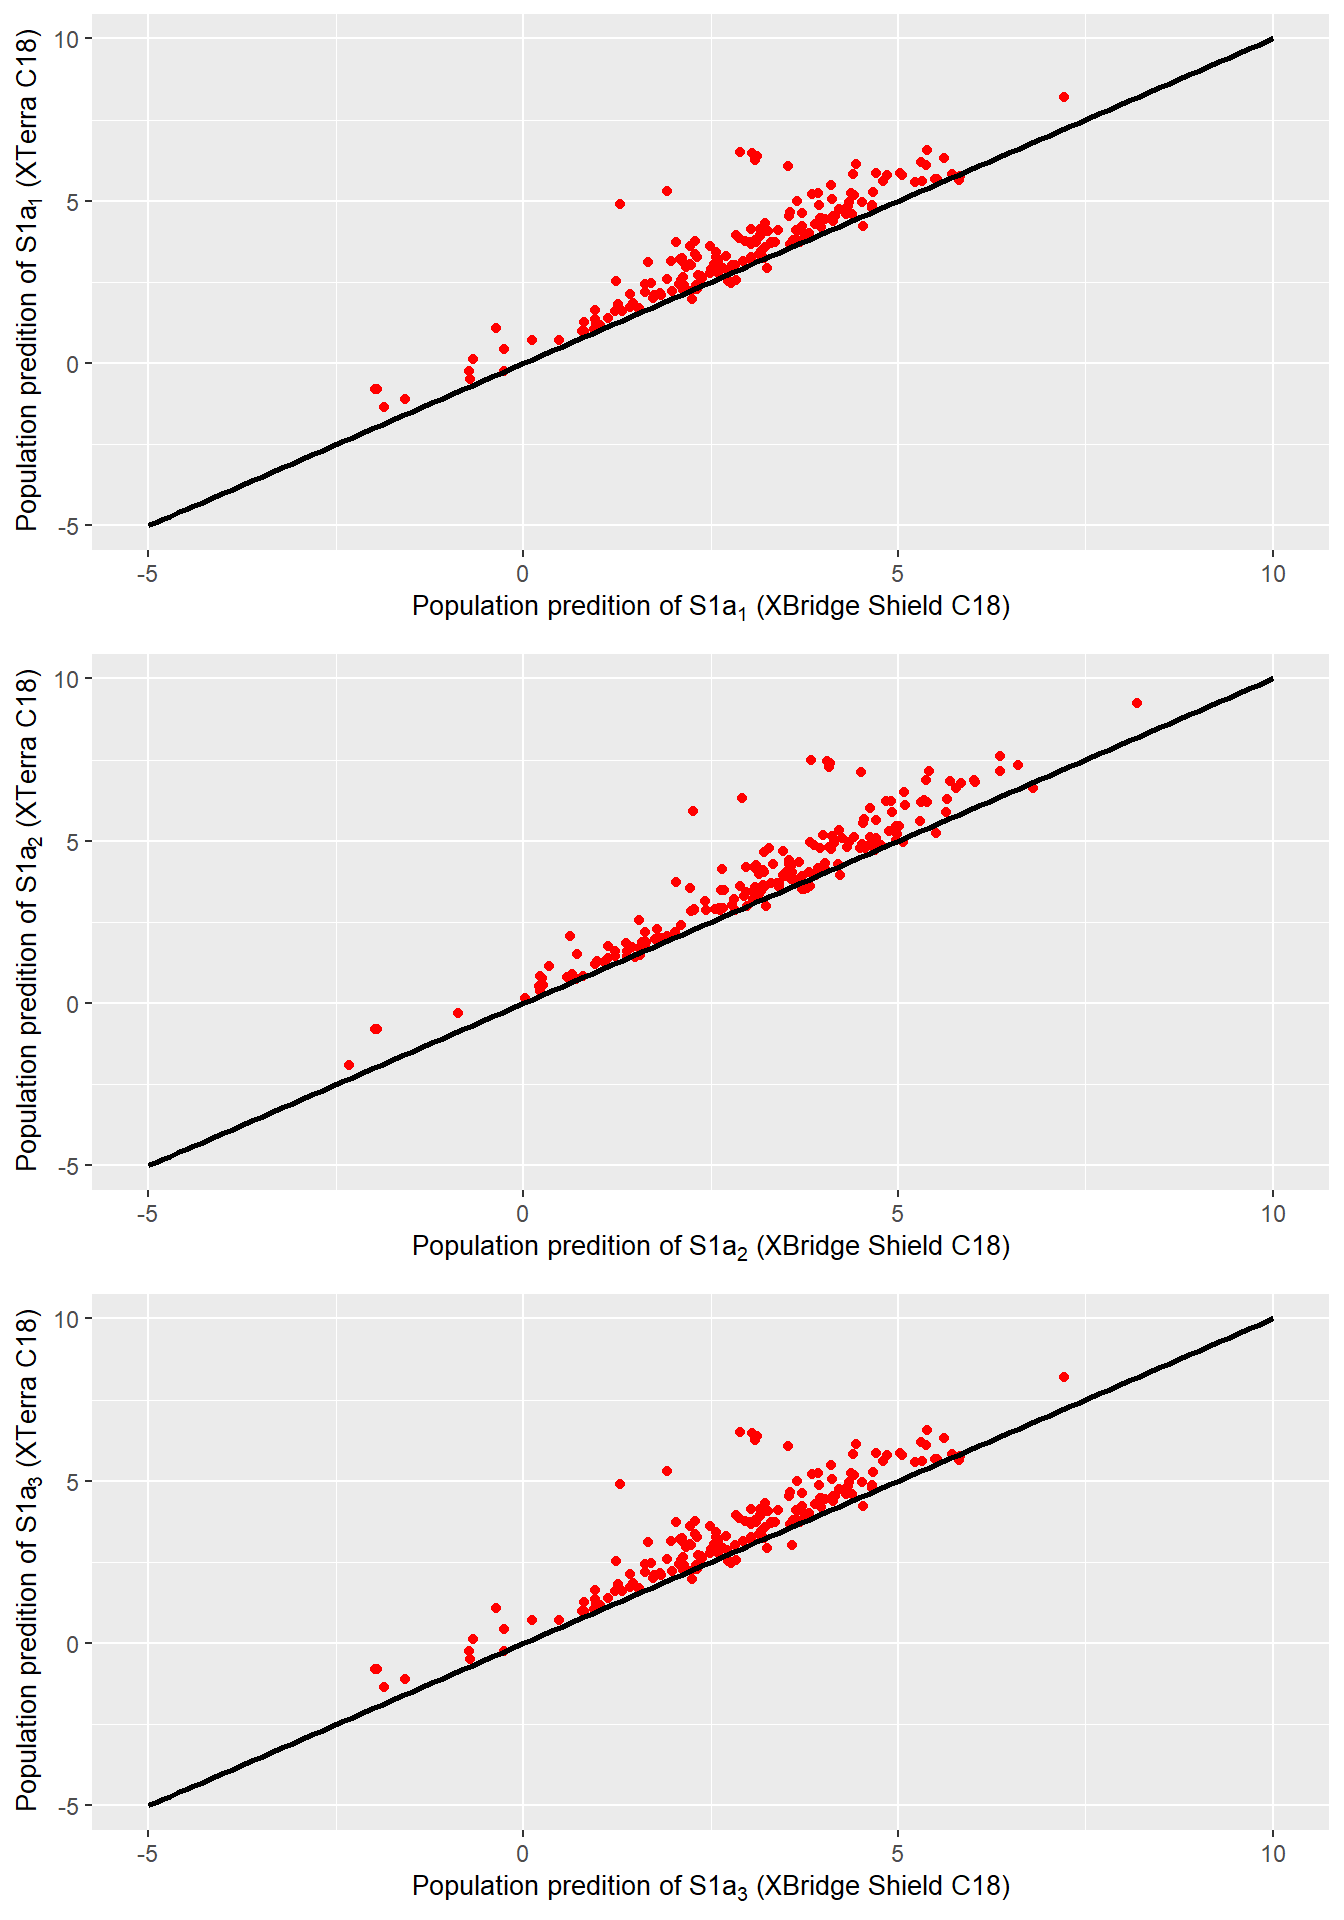 10
5
0
-5
Population predition of S1a1 (XTerra C18)
-5 0 5 10
Population predition of S1a1 (XBridge Shield C18)
10
5
0
-5
Population predition of S1a2 (XTerra C18)
-5 0 5 10
Population predition of S1a2 (XBridge Shield C18)
10
5
0
-5
Population predition of S1a3 (XTerra C18)
-5 0 5 10
Population predition of S1a3 (XBridge Shield C18)